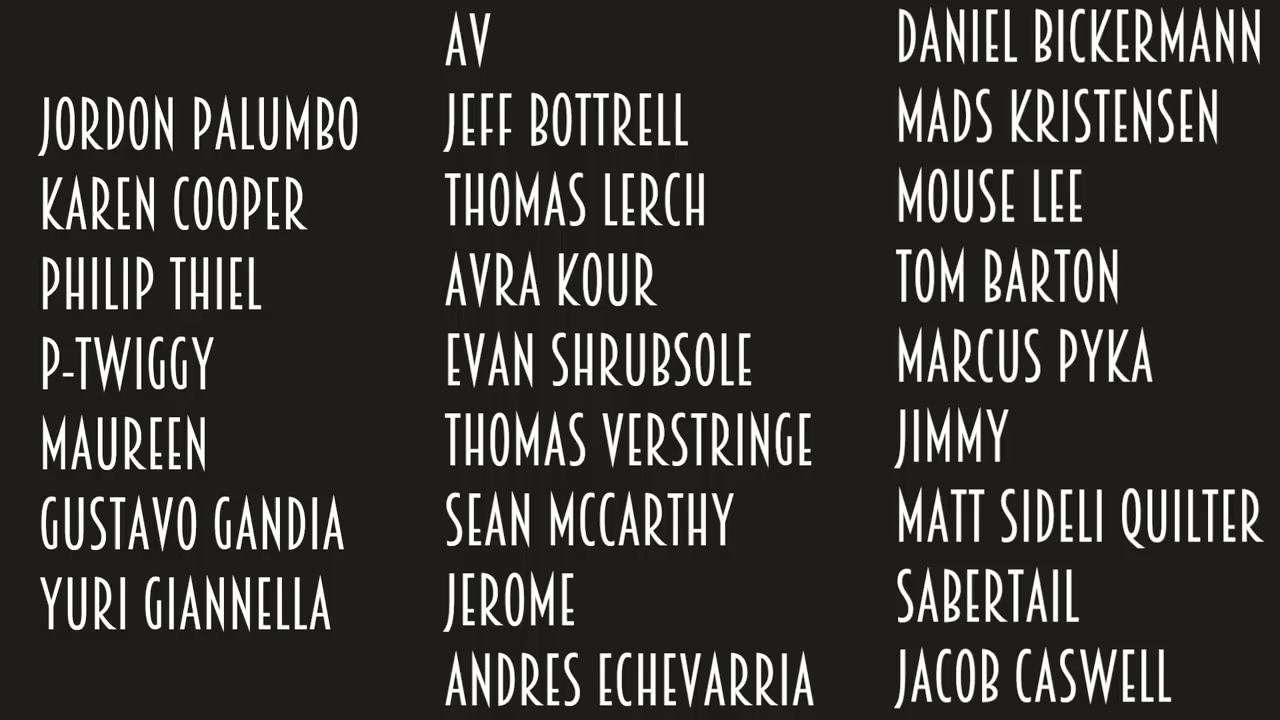 JORDON PALUMBO
KAREN COOPER
PHILIP THIEL
P-TWIGGY
MAUREEN
GUSTAVO GANDIA
YURI GIANNELLA
AV
JEFF BOTTRELL
THOMAS LERCH
AVRA KOUR
EVAN SHRUBSOLE
THOMAS VERSTRINGE
SEAN MCCARTHY
JEROME
ANDRES ECHEVARRIA
DANIEL BICKERMANN
MADS KRISTENSEN
MOUSE LEE
TOM BARTON
MARCUS PYKA
JIMMY
MATT SIDELI QUILTER
SABERTAIL
JACOB CASWELL